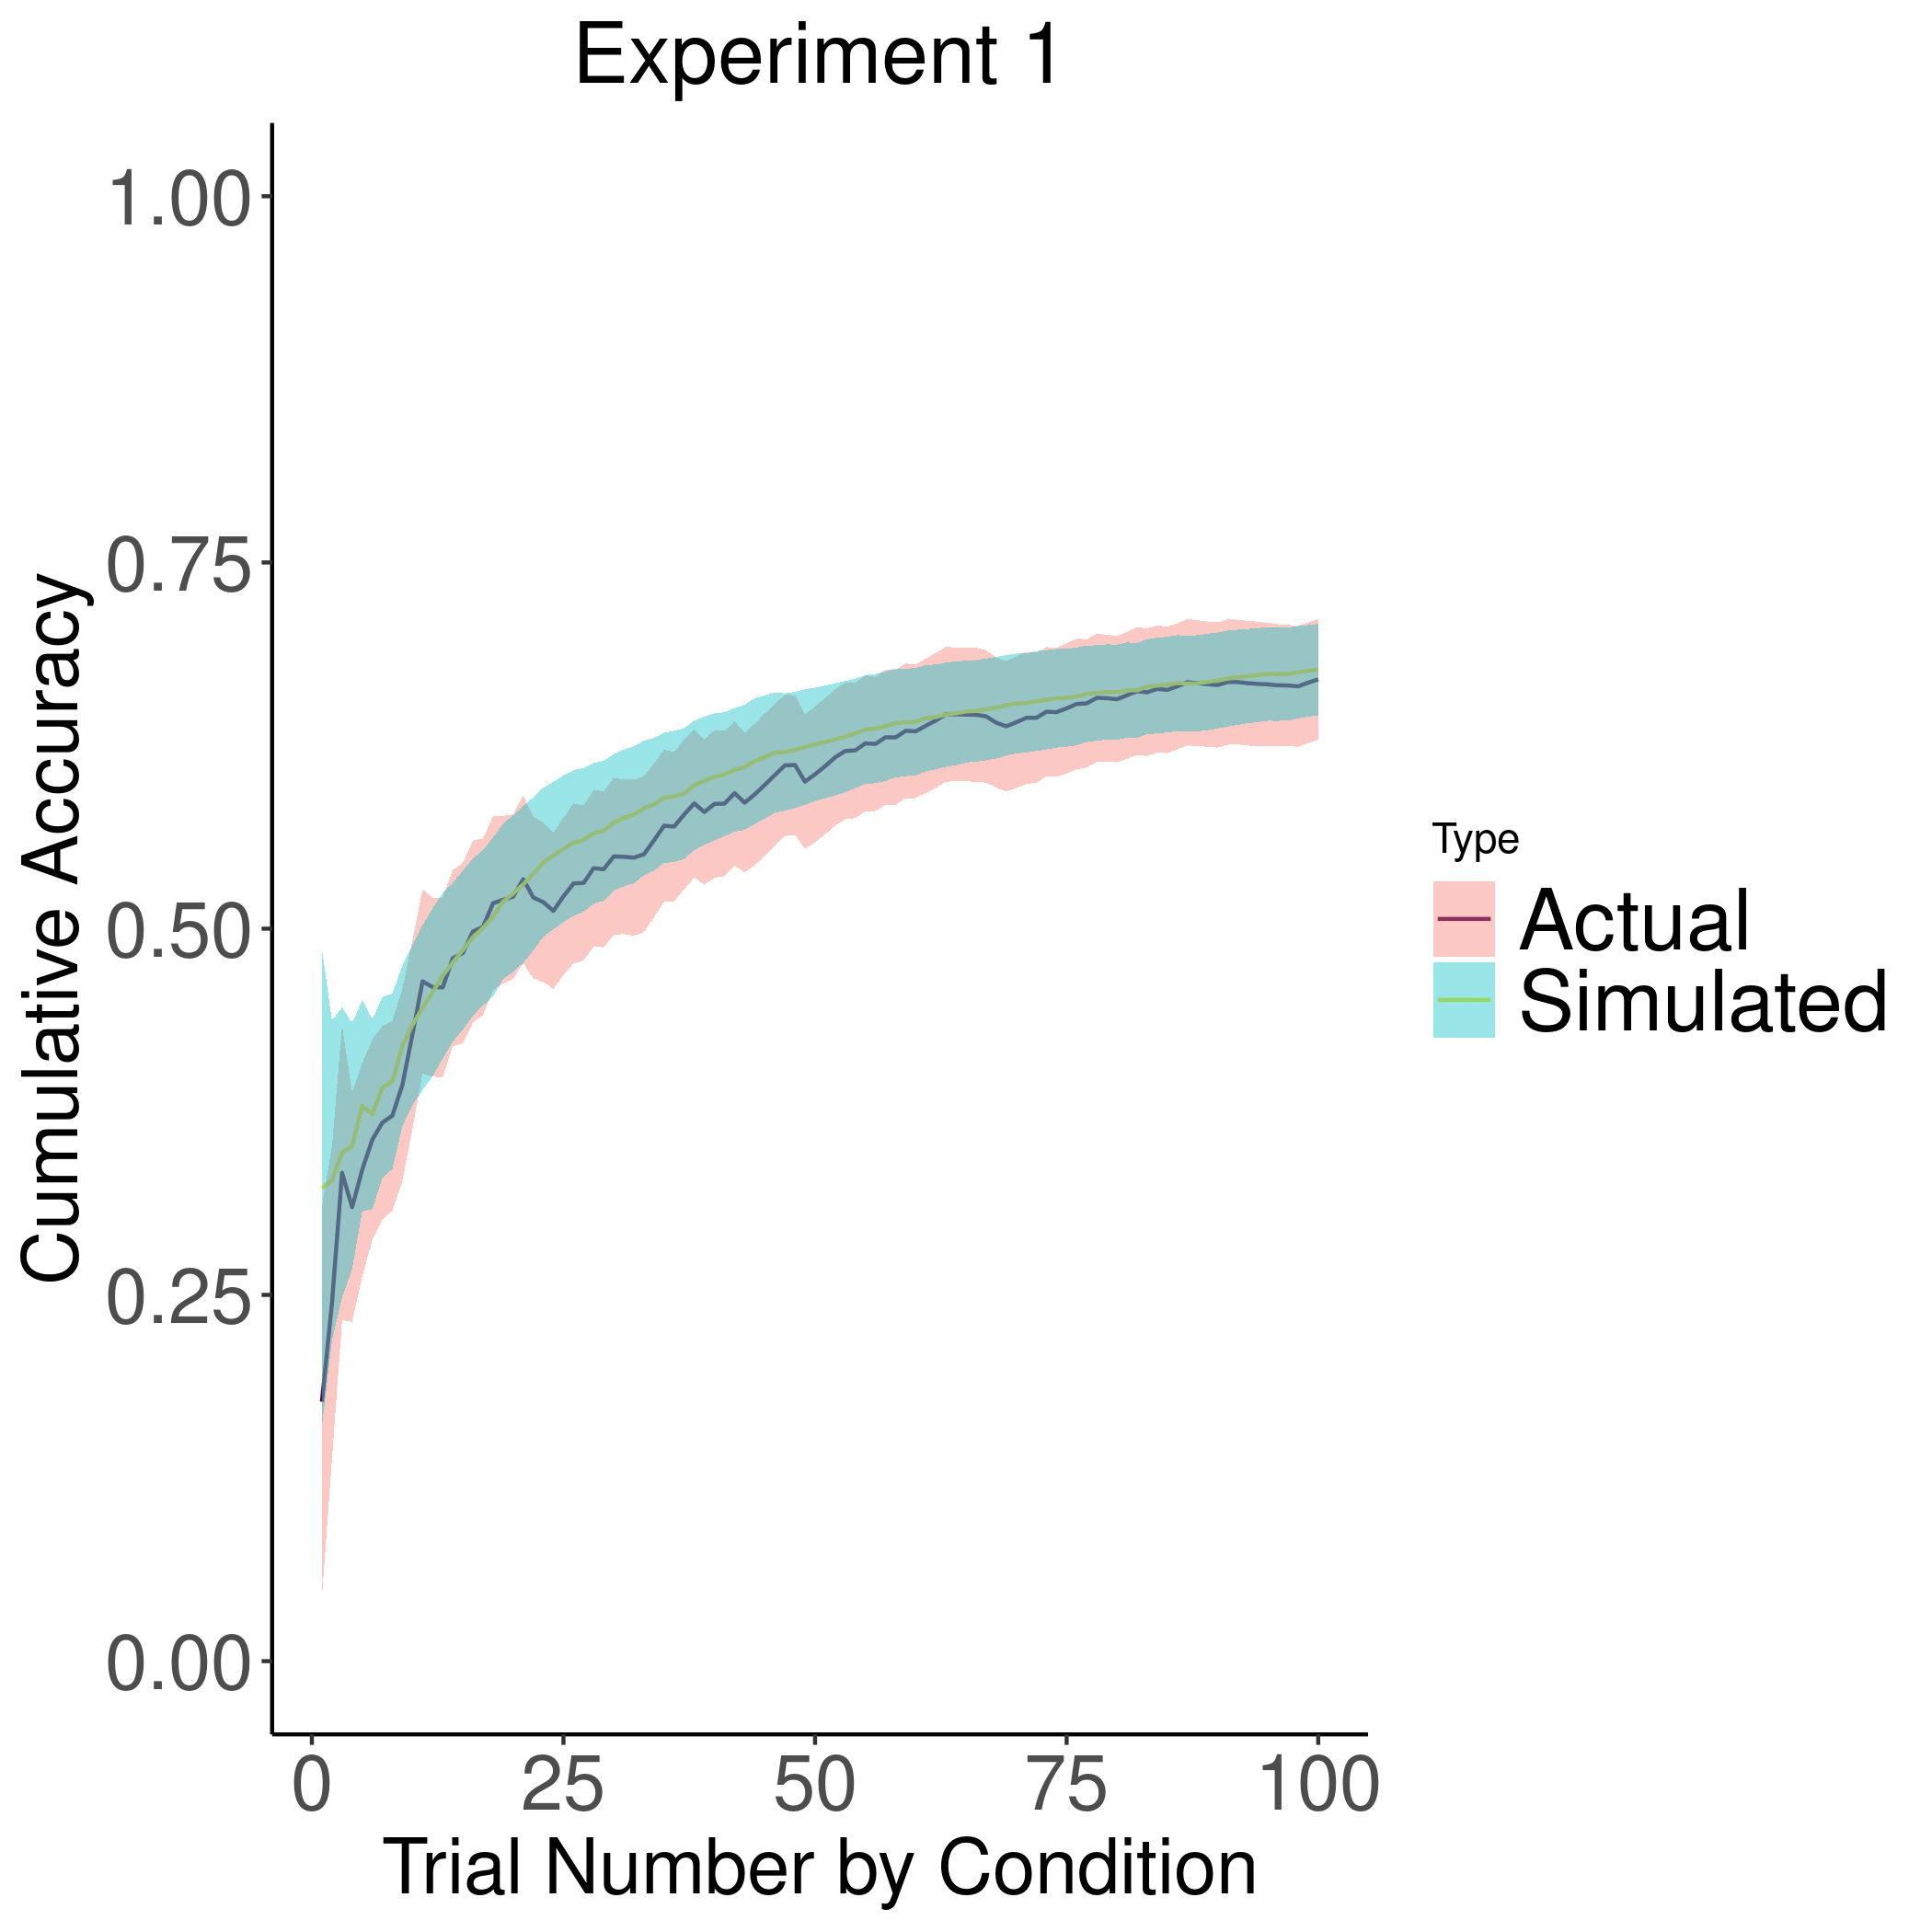 Experiment 1
1.00
0.75
0.50
0.25
0.00
Cumulative Accuracy
0 25 50 75 100
Trial Number by Condition
Type
Actual
Simulated